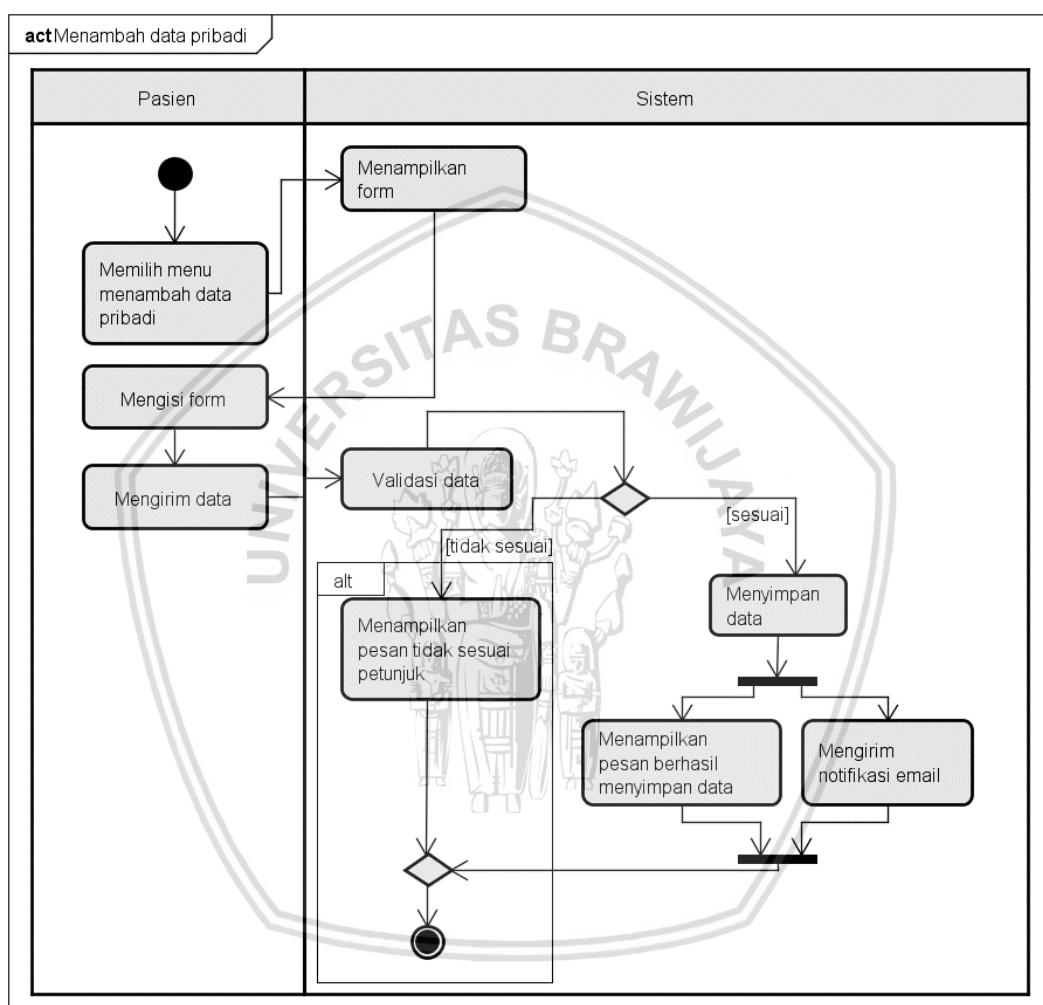 act Menambah data pribadi
Pasien
Sistem
Menampilkan
form
Memilih menu
menambah data
pribadi
Mengisi form
Mengirim data
Validasi data
[sesuai]
[tidak sesuai]
alt
Menampilkan
pesan tidak sesuai
petunjuk
Menyimpan
data
Menampilkan
pesan berhasil
menyimpan data
Mengirim
notifikasi email
UNIVERSITAS BRAWIJAYA